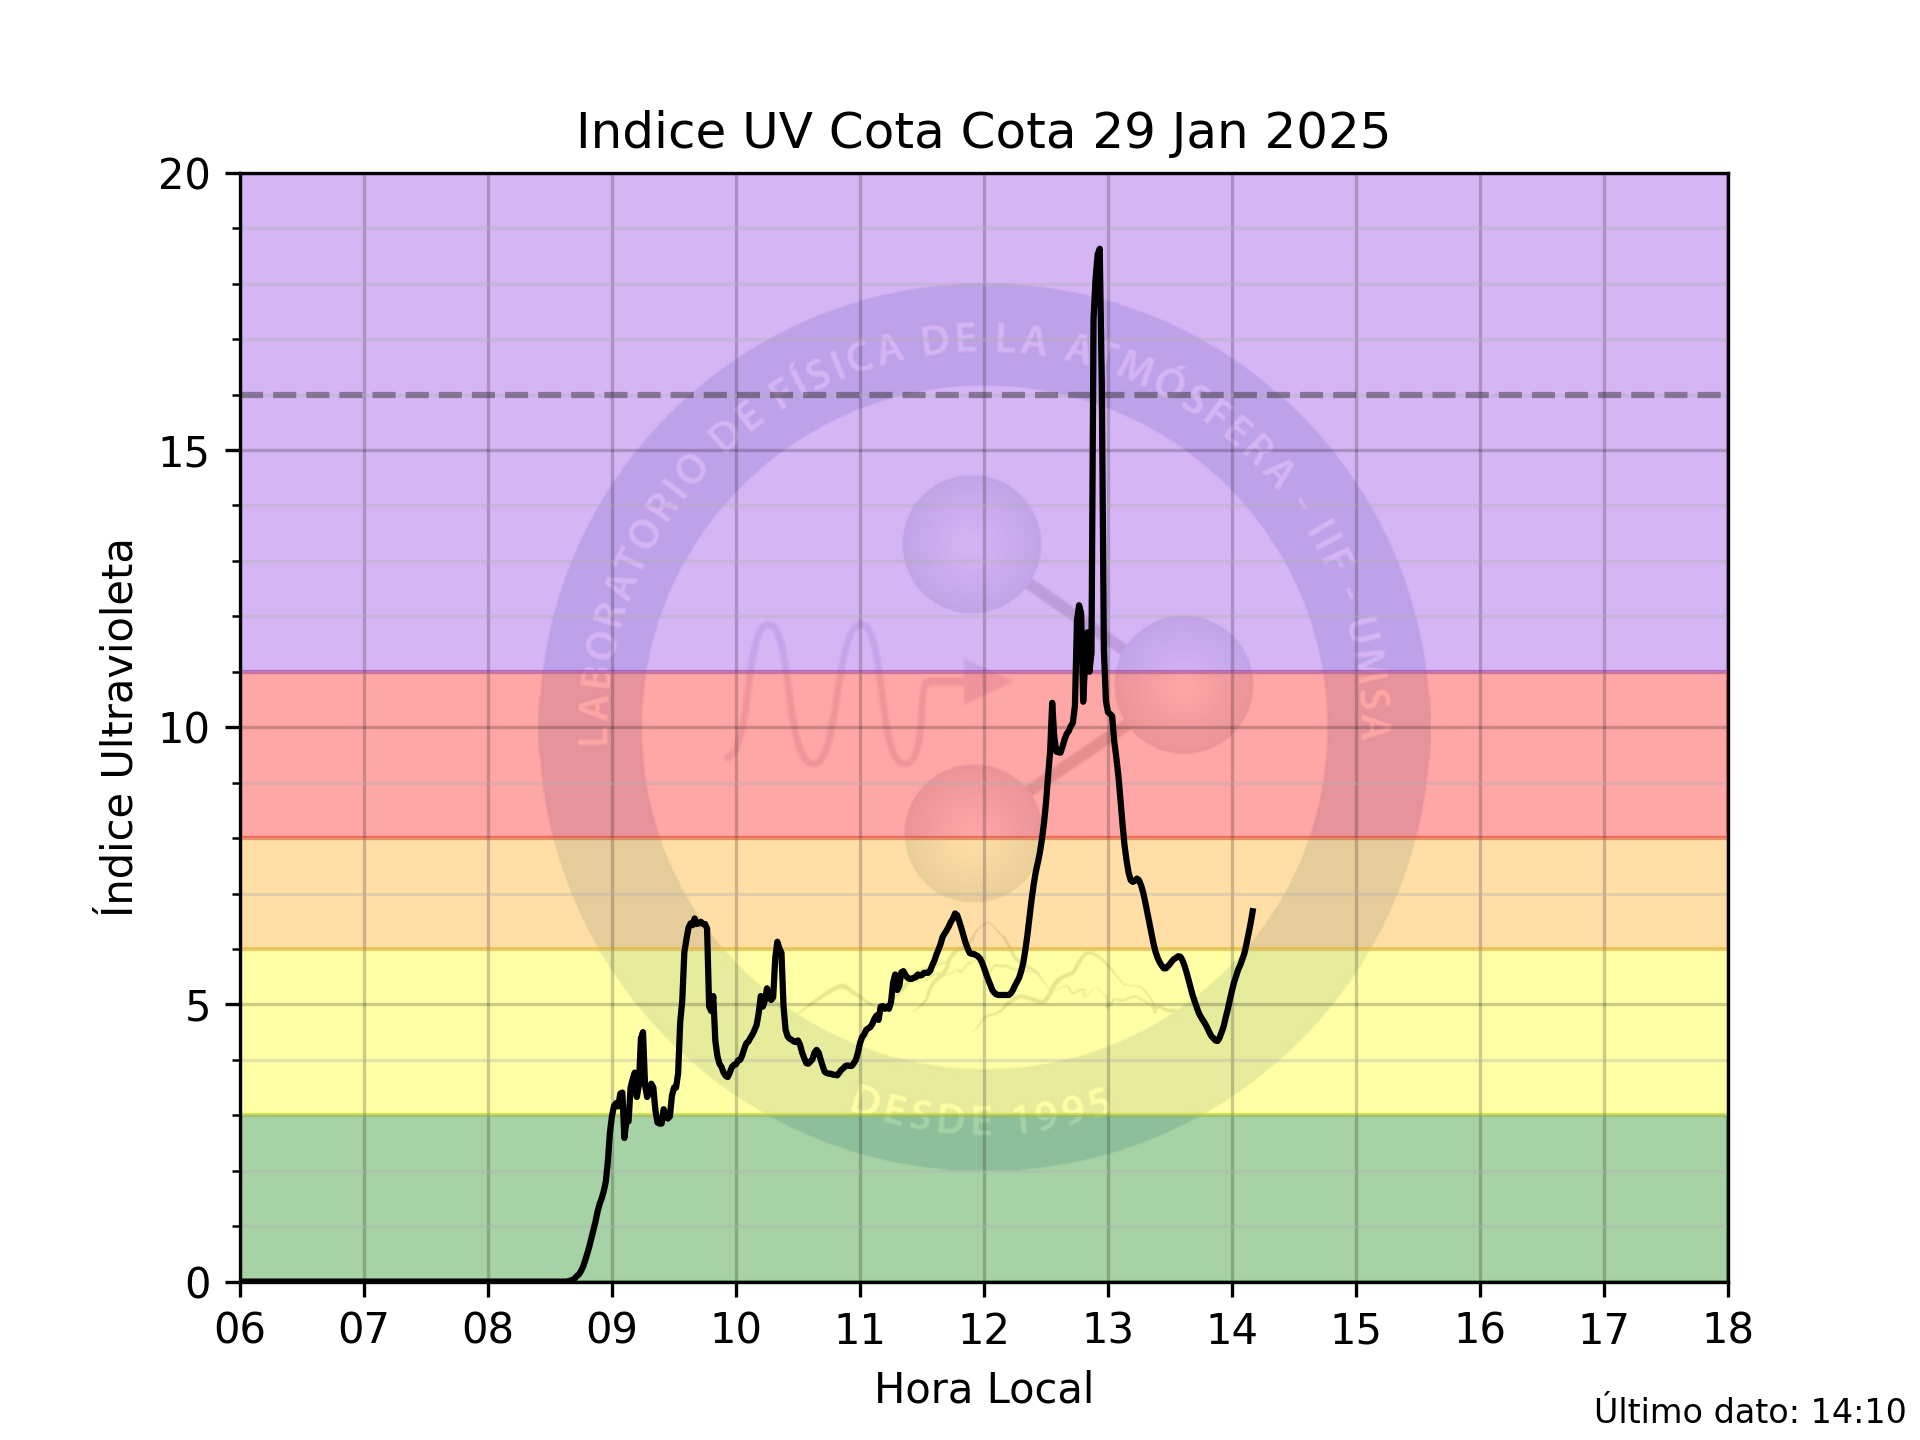 Indice UV Cota Cota 29 Jan 2025
20
15
10
5
0
Índice Ultravioleta
LABORATORIO DE FÍSICA DE LA ATMÓSFERA - IIF - UMSA
DESDE 1995
06 07 08 09 10 11 12 13 14 15 16 17 18
Hora Local
Último dato: 14:10